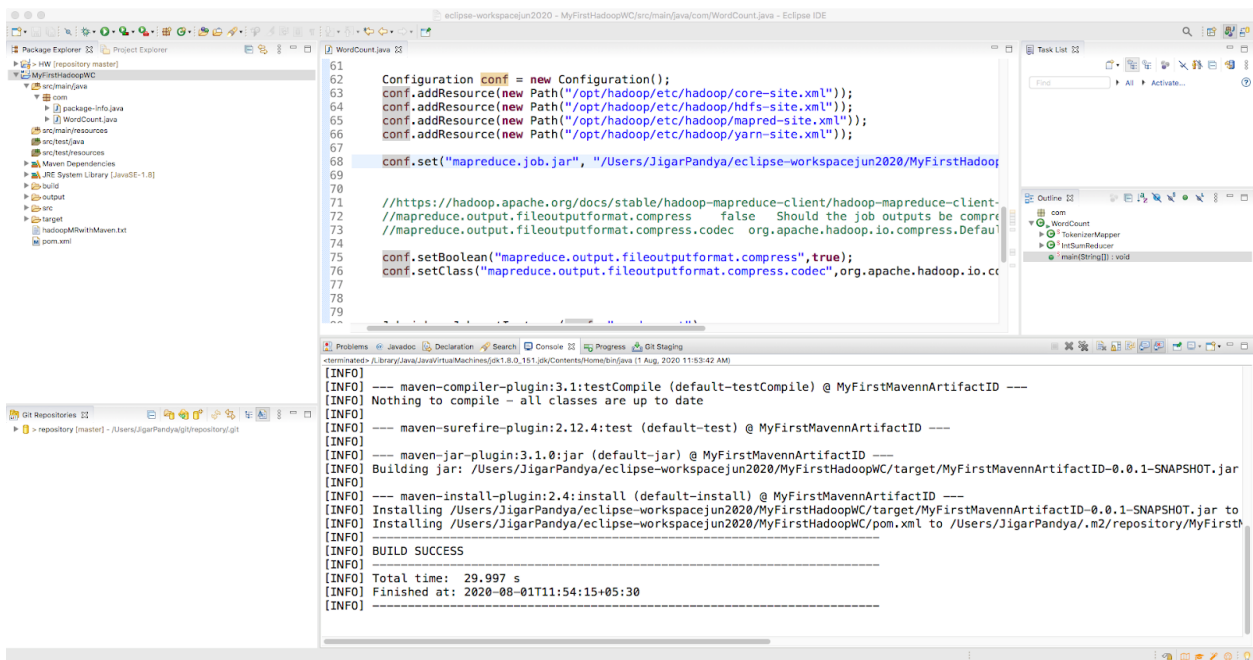 eclipse-workspacejun2020 - MyFirstHadoopWC/src/main/java/com/WordCount.java - Eclipse IDE
Package Explorer
Project Explorer
> HW [repository master]
MyFirstHadoopWC
src/main/java
com
package-info.java
WordCount.java
src/main/resources
src/test/java
src/test/resources
Maven Dependencies
JRE System Library [JavaSE-1.8]
build
output
src
target
hadoopMRwithMaven.txt
pom.xml
Git Repositories
> repository [master] - /Users/JigarPandya/git/repository/.git
WordCount.java
61
62 Configuration conf = new Configuration();
63 conf.addResource(new Path("/opt/hadoop/etc/hadoop/core-site.xml"));
64 conf.addResource(new Path("/opt/hadoop/etc/hadoop/hdfs-site.xml"));
65 conf.addResource(new Path("/opt/hadoop/etc/hadoop/mapred-site.xml"));
66 conf.addResource(new Path("/opt/hadoop/etc/hadoop/yarn-site.xml"));
67
68 conf.set("mapreduce.job.jar", "/Users/JigarPandya/eclipse-workspacejun2020/MyFirstHadoop
69
70
71 //https://hadoop.apache.org/docs/stable/hadoop-mapreduce-client/hadoop-mapreduce-client-
72 //mapreduce.output.fileoutputformat.compress false Should the job outputs be compre
73 //mapreduce.output.fileoutputformat.compress.codec org.apache.hadoop.io.compress.Defaul
74
75 conf.setBoolean("mapreduce.output.fileoutputformat.compress",true);
76 conf.setClass("mapreduce.output.fileoutputformat.compress.codec",org.apache.hadoop.io.co
77
78
79
Task List
Find
All
Activate...
Outline
com
WordCount
TokenizerMapper
IntSumReducer
main(String[]) : void
Problems
Javadoc
Declaration
Search
Console
Progress
Git Staging
<terminated> /Library/Java/JavaVirtualMachines/jdk1.8.0_151.jdk/Contents/Home/bin/java (1 Aug, 2020 11:53:42 AM)
[INFO]
[INFO] --- maven-compiler-plugin:3.1:testCompile (default-testCompile) @ MyFirstMavennArtifactID ---
[INFO] Nothing to compile - all classes are up to date
[INFO]
[INFO] --- maven-surefire-plugin:2.12.4:test (default-test) @ MyFirstMavennArtifactID ---
[INFO]
[INFO] --- maven-jar-plugin:3.1.0:jar (default-jar) @ MyFirstMavennArtifactID ---
[INFO] Building jar: /Users/JigarPandya/eclipse-workspacejun2020/MyFirstHadoopWC/target/MyFirstMavennArtifactID-0.0.1-SNAPSHOT.jar
[INFO]
[INFO] --- maven-install-plugin:2.4:install (default-install) @ MyFirstMavennArtifactID ---
[INFO] Installing /Users/JigarPandya/eclipse-workspacejun2020/MyFirstHadoopWC/target/MyFirstMavennArtifactID-0.0.1-SNAPSHOT.jar to
[INFO] Installing /Users/JigarPandya/eclipse-workspacejun2020/MyFirstHadoopWC/pom.xml to /Users/JigarPandya/.m2/repository/MyFirstM
[INFO] ------------------------------------------------------------------------
[INFO] BUILD SUCCESS
[INFO] ------------------------------------------------------------------------
[INFO] Total time: 29.997 s
[INFO] Finished at: 2020-08-01T11:54:15+05:30
[INFO] ------------------------------------------------------------------------